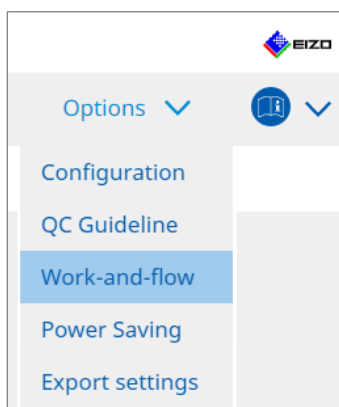 EIZO
Options
Configuration
QC Guideline
Work-and-flow
Power Saving
Export settings